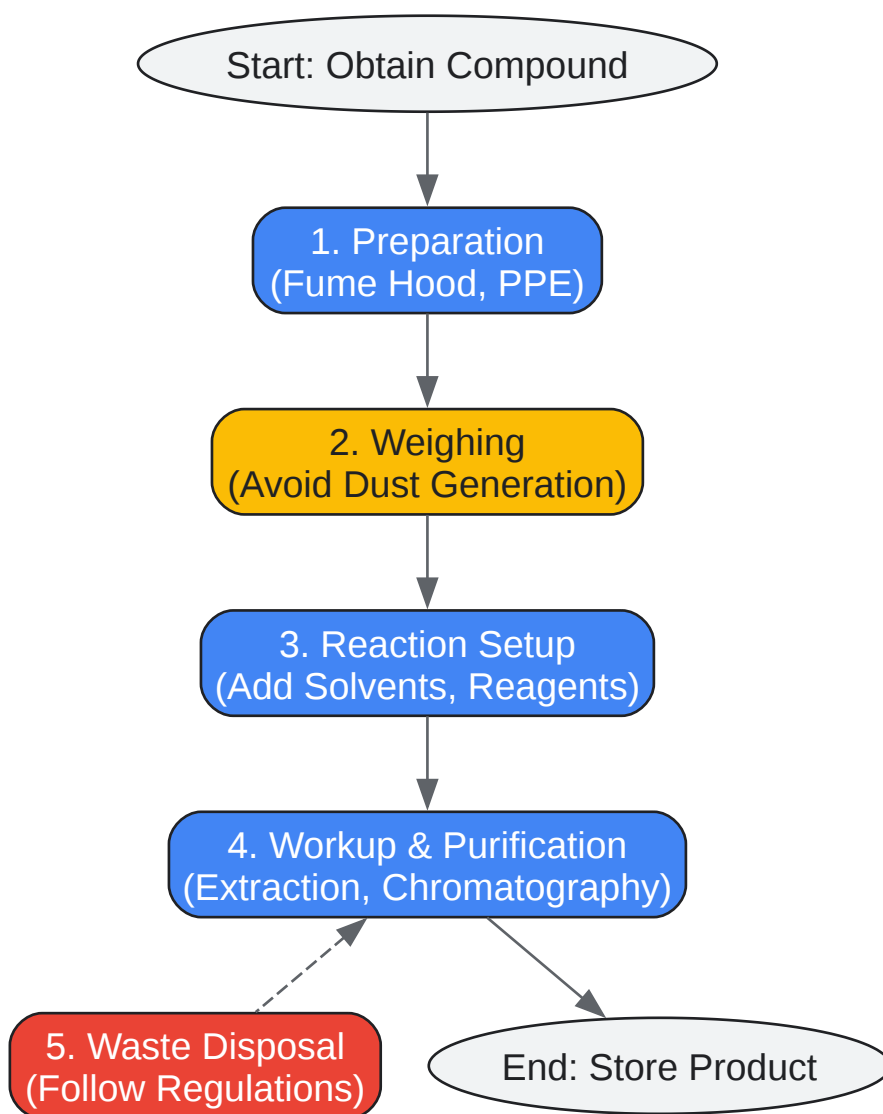 Start: Obtain Compound
1. Preparation
(Fume Hood, PPE)
2. Weighing
(Avoid Dust Generation)
3. Reaction Setup
(Add Solvents, Reagents)
4. Workup & Purification
(Extraction, Chromatography)
5. Waste Disposal
(Follow Regulations)
End: Store Product